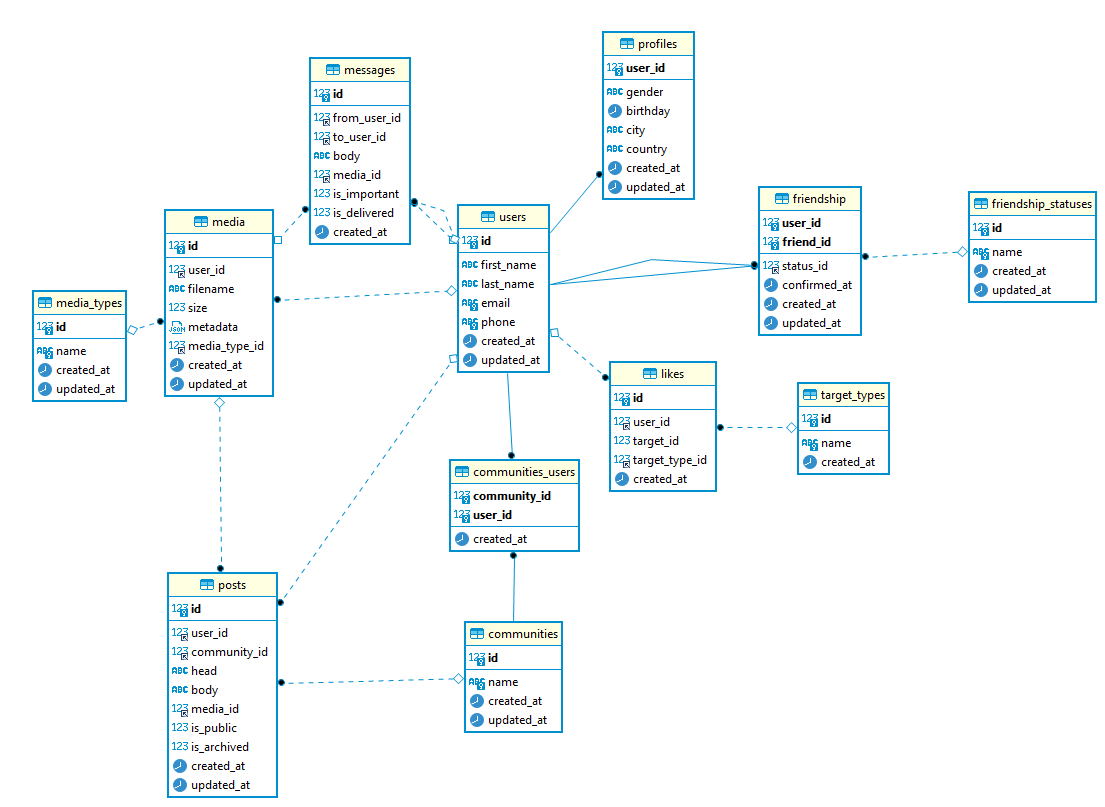 profiles
123 user_id
ABC gender
birthday
ABC city
ABC country
created_at
updated_at
messages
123 id
123 from_user_id
123 to_user_id
ABC body
123 media_id
123 is_important
123 is_delivered
created_at
friendship
123 user_id
123 friend_id
123 status_id
confirmed_at
created_at
updated_at
friendship_statuses
123 id
ABC name
created_at
updated_at
users
123 id
ABC first_name
ABC last_name
ABC email
ABC phone
created_at
updated_at
media
123 id
123 user_id
ABC filename
123 size
JSON metadata
123 media_type_id
created_at
updated_at
media_types
123 id
ABC name
created_at
updated_at
likes
123 id
123 user_id
123 target_id
123 target_type_id
created_at
target_types
123 id
ABC name
created_at
communities_users
123 community_id
123 user_id
created_at
posts
123 id
123 user_id
123 community_id
ABC head
ABC body
123 media_id
123 is_public
123 is_archived
created_at
updated_at
communities
123 id
ABC name
created_at
updated_at